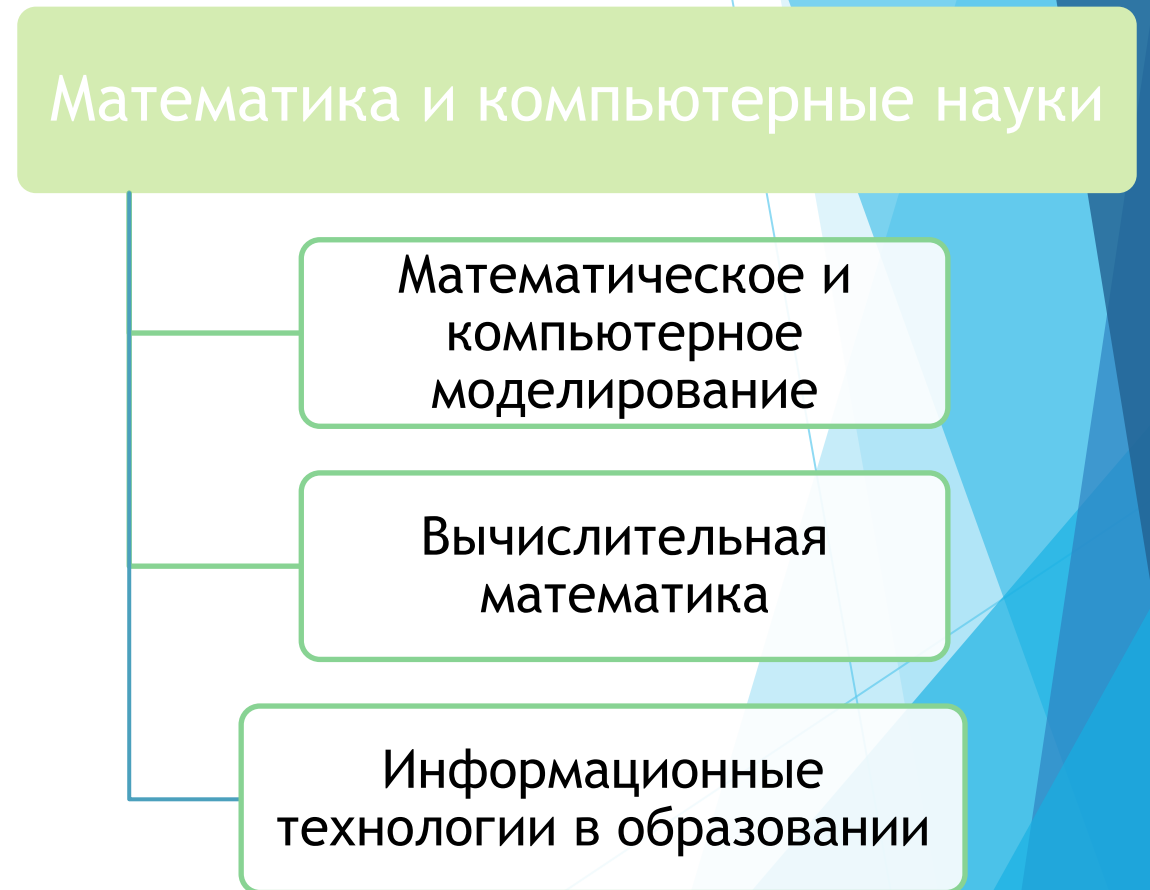 Математика и компьютерные науки
Математическое и
компьютерное
моделирование
Вычислительная
математика
Информационные
технологии в образовании